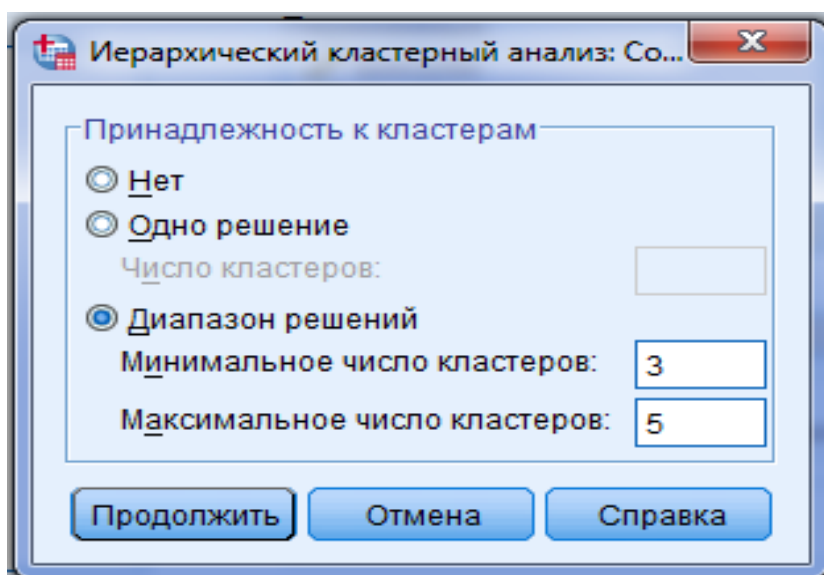 Иерархический кластерный анализ: Со...
Принадлежность к кластерам
Нет
Одно решение
Число кластеров:
Диапазон решений
Минимальное число кластеров: 3
Максимальное число кластеров: 5
Продолжить Отмена Справка